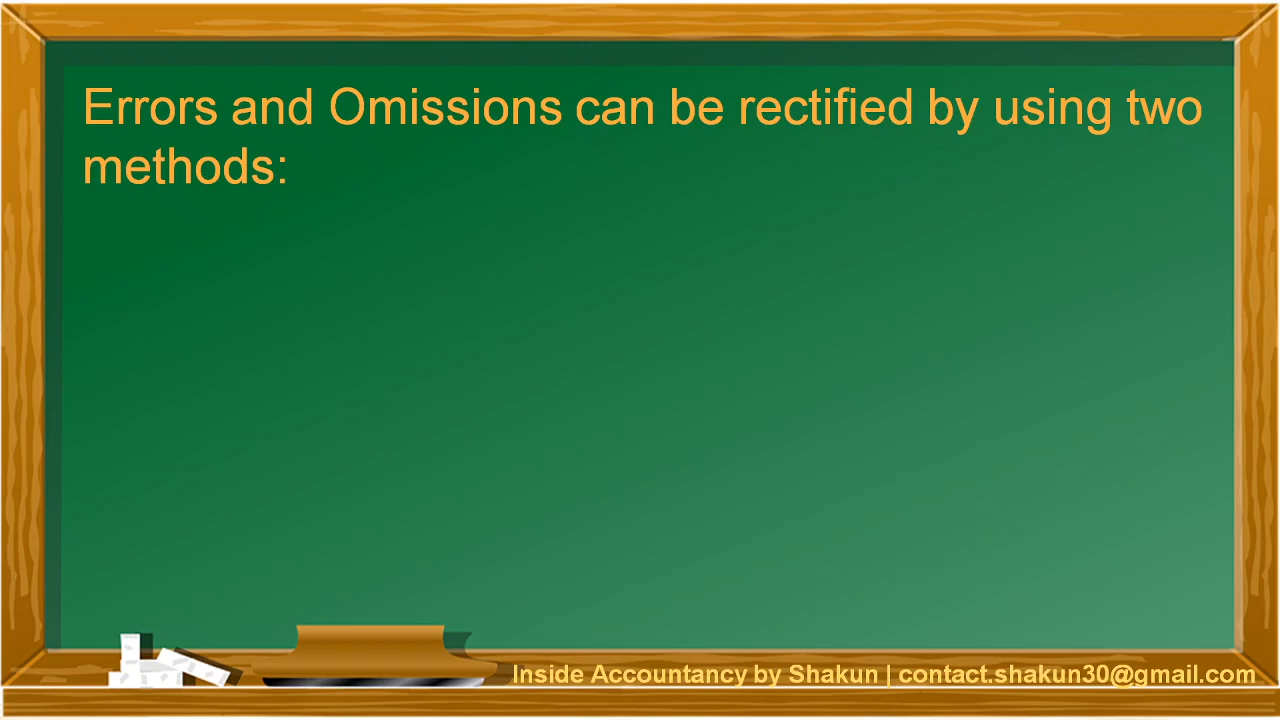 Errors and Omissions can be rectified by using two
methods:
Inside Accountancy by Shakun | contact.shakun30@gmail.com